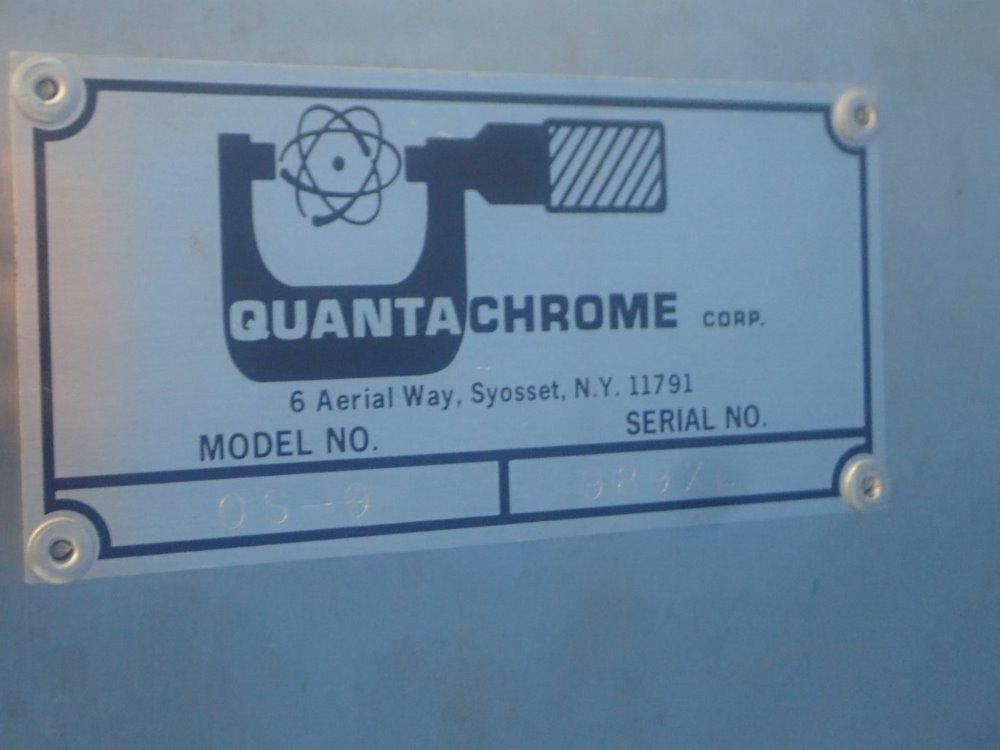 QUANTACHROME CORP.
6 Aerial Way, Syosset, N.Y. 11791
MODEL NO.
SERIAL NO.